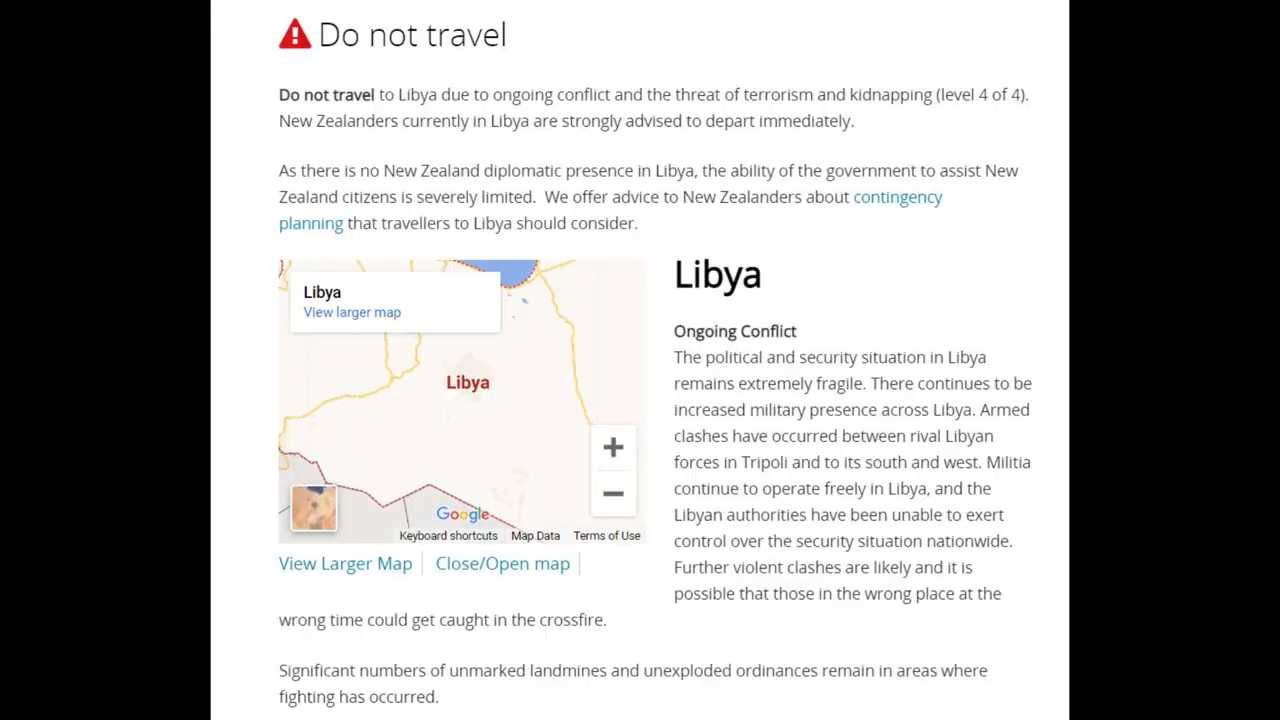 Do not travel
Do not travel to Libya due to ongoing conflict and the threat of terrorism and kidnapping (level 4 of 4).
New Zealanders currently in Libya are strongly advised to depart immediately.
As there is no New Zealand diplomatic presence in Libya, the ability of the government to assist New
Zealand citizens is severely limited.  We offer advice to New Zealanders about contingency
planning that travellers to Libya should consider.
Libya
View larger map
Libya
Google
Keyboard shortcuts
Map Data
Terms of Use
View Larger Map
Close/Open map
Libya
Ongoing Conflict
The political and security situation in Libya
remains extremely fragile. There continues to be
increased military presence across Libya. Armed
clashes have occurred between rival Libyan
forces in Tripoli and to its south and west. Militia
continue to operate freely in Libya, and the
Libyan authorities have been unable to exert
control over the security situation nationwide.
Further violent clashes are likely and it is
possible that those in the wrong place at the
wrong time could get caught in the crossfire.
Significant numbers of unmarked landmines and unexploded ordinances remain in areas where
fighting has occurred.